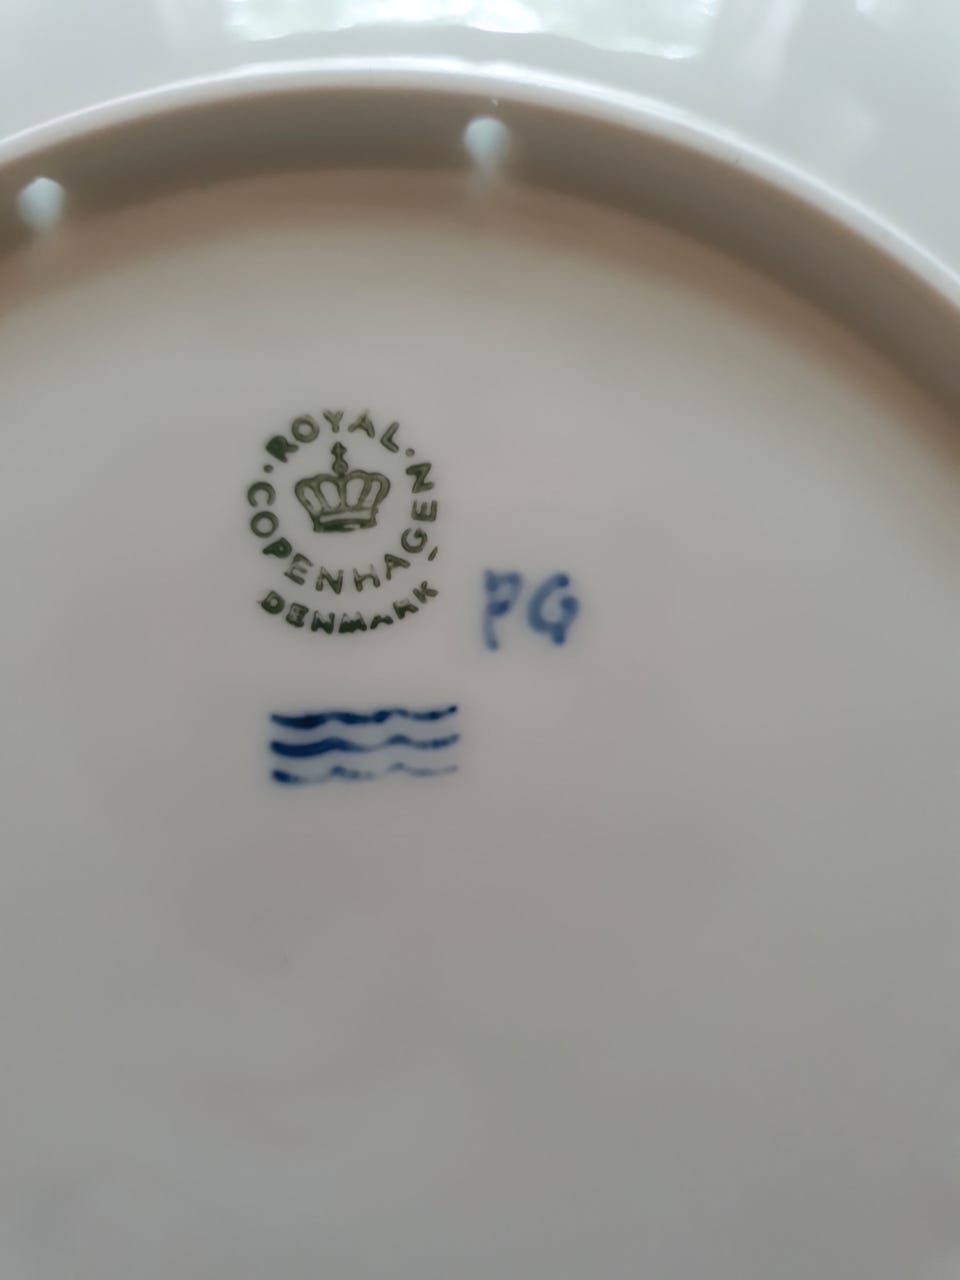 ROYAL · COPENHAGEN ·
DENMARK
PG